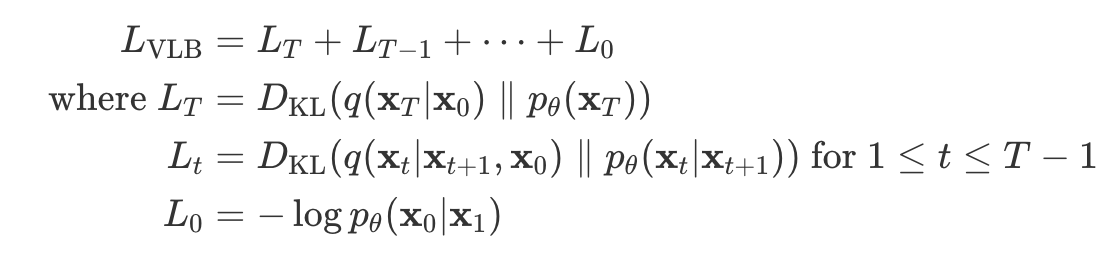 L_VLB = L_T + L_{T−1} + ⋯ + L_0
where L_T = D_KL(q(𝐱_T|𝐱_0) ∥ p_θ(𝐱_T))
L_t = D_KL(q(𝐱_t|𝐱_{t+1}, 𝐱_0) ∥ p_θ(𝐱_t|𝐱_{t+1})) for 1 ≤ t ≤ T − 1
L_0 = − log p_θ(𝐱_0|𝐱_1)